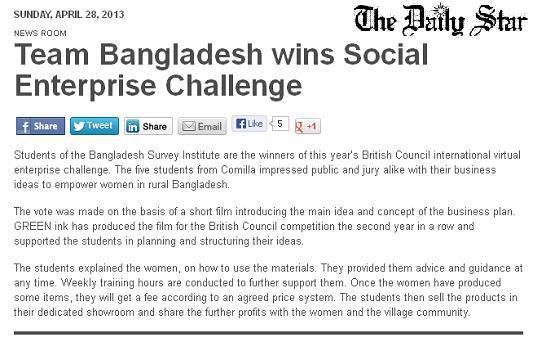 SUNDAY, APRIL 28, 2013
The Daily Star
NEWS ROOM
Team Bangladesh wins Social
Enterprise Challenge
Share
Tweet
Share
Email
Like
5
+1
Students of the Bangladesh Survey Institute are the winners of this year's British Council international virtual
enterprise challenge. The five students from Comilla impressed public and jury alike with their business
ideas to empower women in rural Bangladesh.
The vote was made on the basis of a short film introducing the main idea and concept of the business plan.
GREEN ink has produced the film for the British Council competition the second year in a row and
supported the students in planning and structuring their ideas.
The students explained the women, on how to use the materials. They provided them advice and guidance at
any time. Weekly training hours are conducted to further support them. Once the women have produced
some items, they will get a fee according to an agreed price system. The students then sell the products in
their dedicated showroom and share the further profits with the women and the village community.